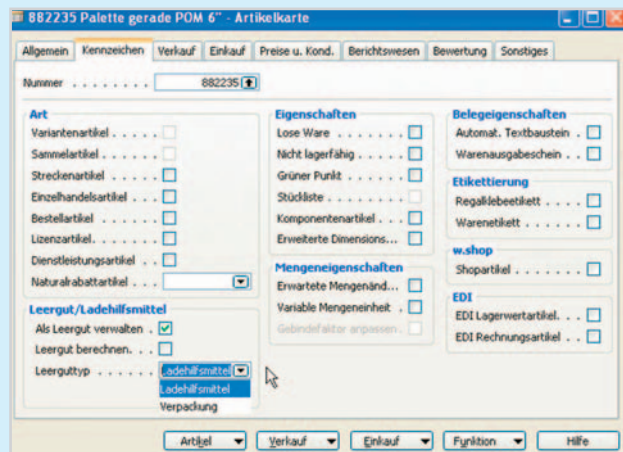 882235 Palette gerade POM 6" - Artikelkarte
Allgemein Kennzeichen Verkauf Einkauf Preise u. Kond. Berichtswesen Bewertung Sonstiges
Nummer . . . . . . . . 882235
Art
Variantenartikel . . . . .
Sammelartikel . . . . . .
Streckenartikel . . . . .
Einzelhandelsartikel . . .
Bestellartikel . . . . . .
Lizenzartikel. . . . . . .
Dienstleistungsartikel . .
Naturalrabattartikel . . .
Leergut/Ladehilfsmittel
Als Leergut verwalten .
Leergut berechnen. . .
Leerguttyp . . . . . . Ladehilfsmittel
Ladehilfsmittel
Verpackung
Eigenschaften
Lose Ware . . . . . . .
Nicht lagerfähig . . . .
Grüner Punkt . . . . .
Stückliste . . . . . . .
Komponentenartikel . . .
Erweiterte Dimensions...
Mengeneigenschaften
Erwartete Mengenänd...
Variable Mengeneinheit .
Gebindefaktor anpassen .
Belegeigenschaften
Automat. Textbaustein .
Warenausgabeschein . .
Etikettierung
Regalklebeetikett . . . .
Warenetikett . . . . .
w.shop
Shopartikel . . . . . . .
EDI
EDI Lagerwertartikel. . .
EDI Rechnungsartikel . .
Artikel Verkauf Einkauf Funktion Hilfe